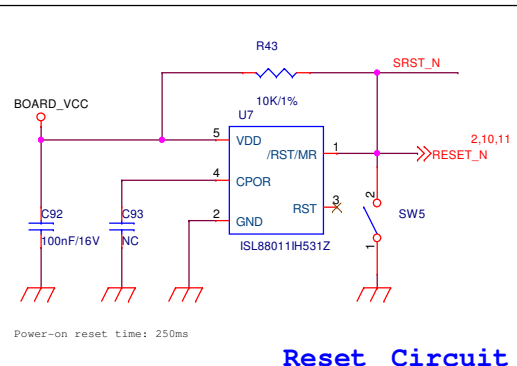 R43
SRST_N
BOARD_VCC
10K/1%
U7
5
VDD
/RST/MR
1
2,10,11
RESET_N
4
CPOR
C92
C93
2
GND
RST
3
2
SW5
100nF/16V
NC
1
ISL88011IH531Z
Power-on reset time: 250ms
Reset Circuit